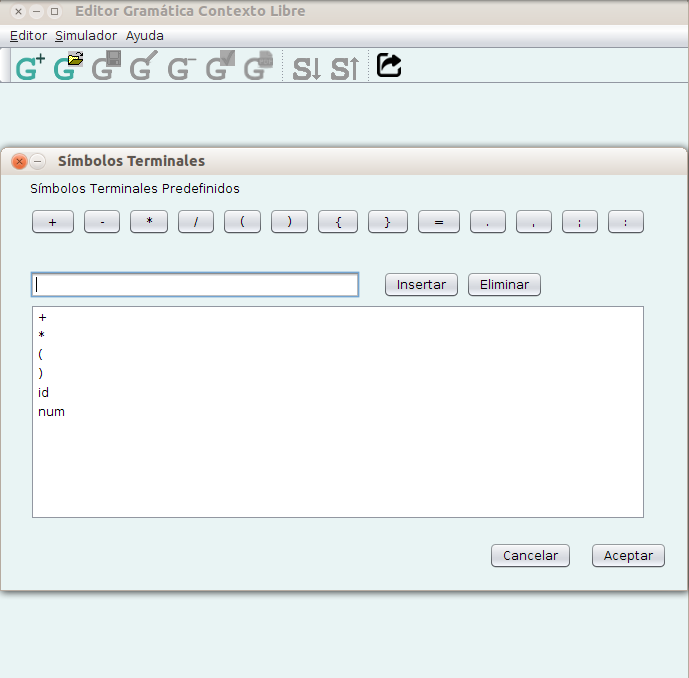 Editor Gramática Contexto Libre
Editor Simulador Ayuda
G+ G G G G- G G S↓ S↑
Símbolos Terminales
Símbolos Terminales Predefinidos
+ - * / ( ) { } = . , ; :
Insertar Eliminar
+
*
(
)
id
num
Cancelar Aceptar